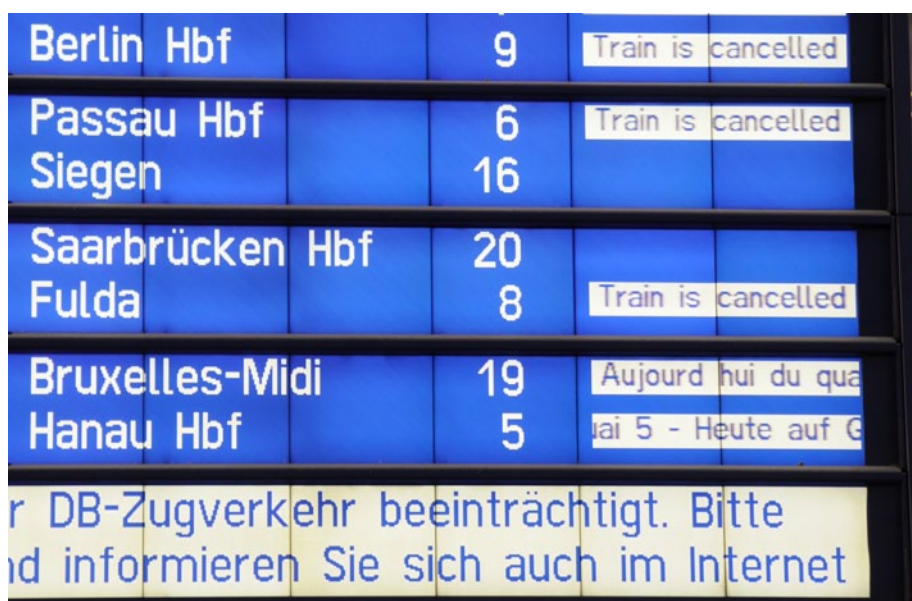 Berlin Hbf 9 Train is cancelled
Passau Hbf 6 Train is cancelled
Siegen 16
Saarbrücken Hbf 20
Fulda 8 Train is cancelled
Bruxelles-Midi 19 Aujourd hui du qua
Hanau Hbf 5 uai 5 - Heute auf G
r DB-Zugverkehr beeinträchtigt. Bitte
nd informieren Sie sich auch im Internet